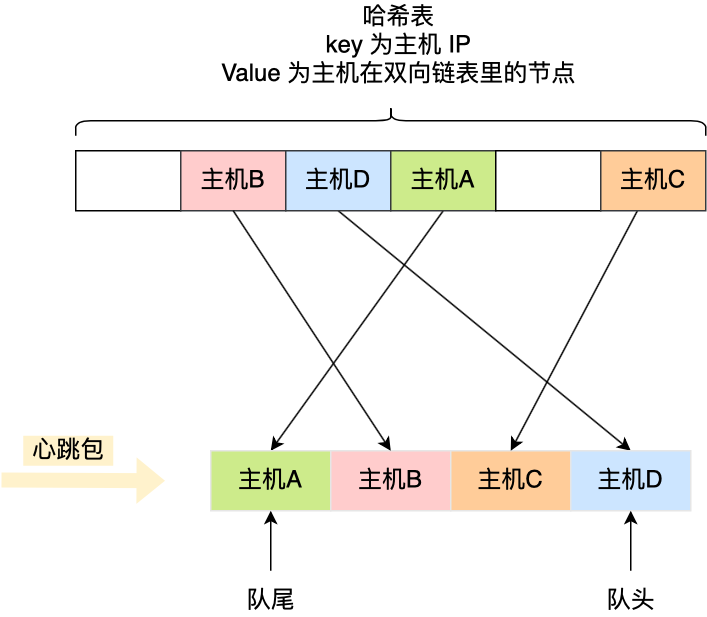 哈希表
key 为主机 IP
Value 为主机在双向链表里的节点
主机B
主机D
主机A
主机C
心跳包
主机A
主机B
主机C
主机D
队尾
队头